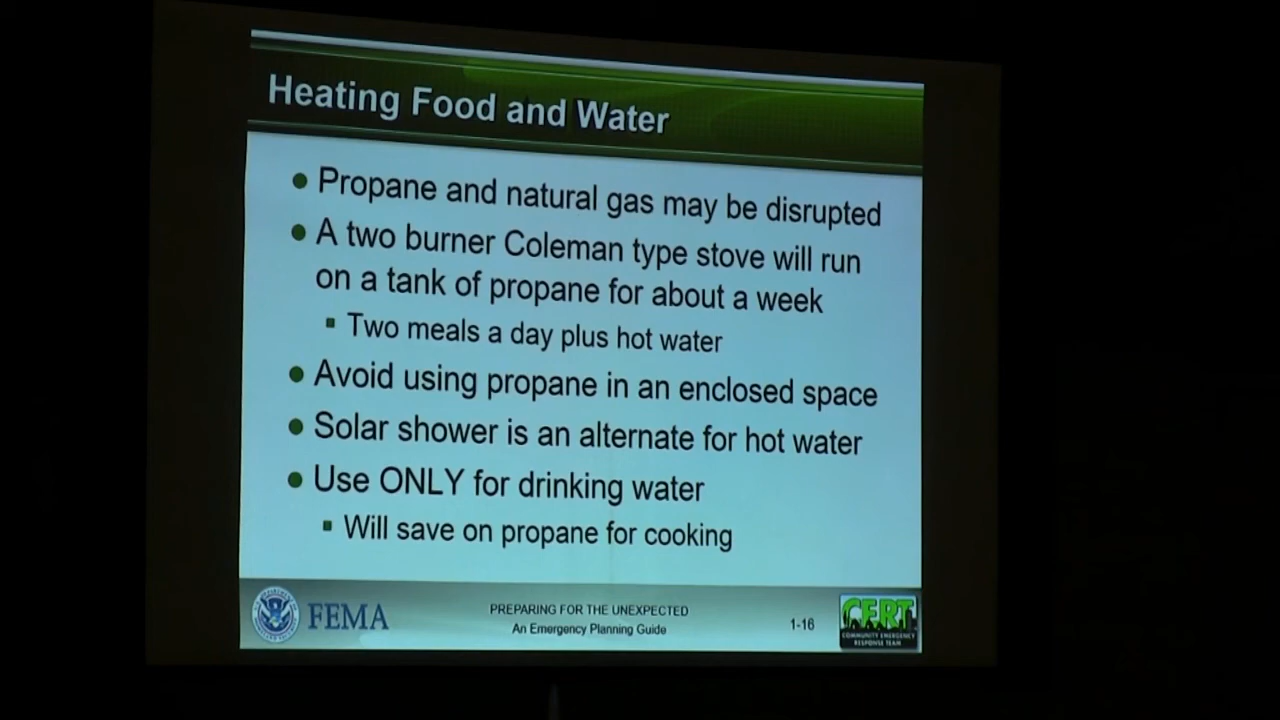 Heating Food and Water
• Propane and natural gas may be disrupted
• A two burner Coleman type stove will run
on a tank of propane for about a week
▪ Two meals a day plus hot water
• Avoid using propane in an enclosed space
• Solar shower is an alternate for hot water
• Use ONLY for drinking water
▪ Will save on propane for cooking
FEMA
PREPARING FOR THE UNEXPECTED
An Emergency Planning Guide
1-16
CERT
COMMUNITY EMERGENCY
RESPONSE TEAM